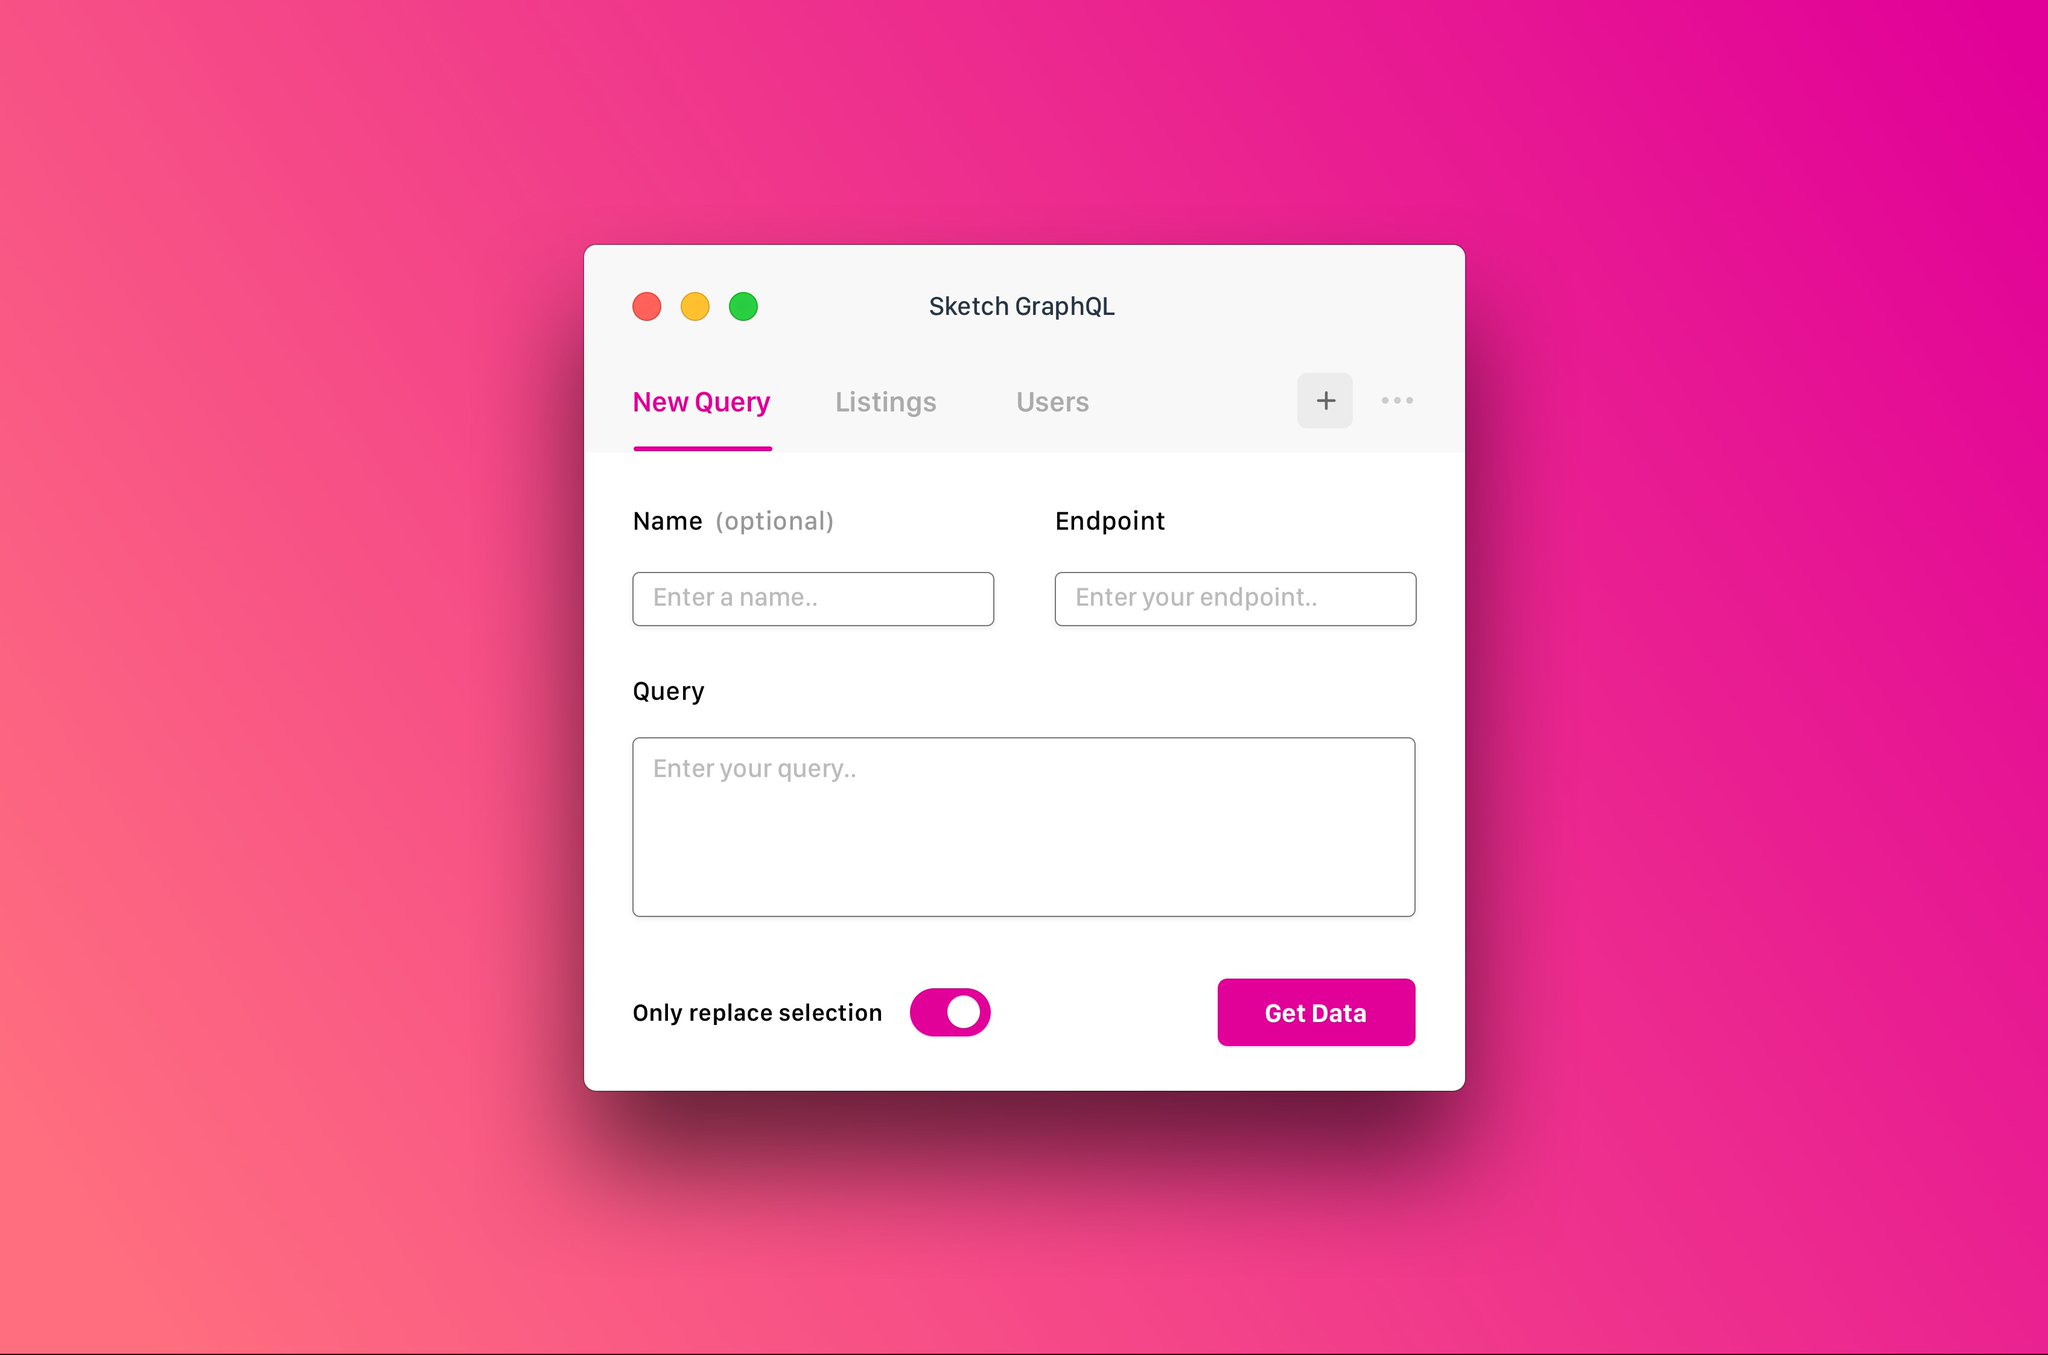 Sketch GraphQL
New Query Listings Users
Name (optional) Endpoint
Enter a name.. Enter your endpoint..
Query
Enter your query..
Only replace selection Get Data